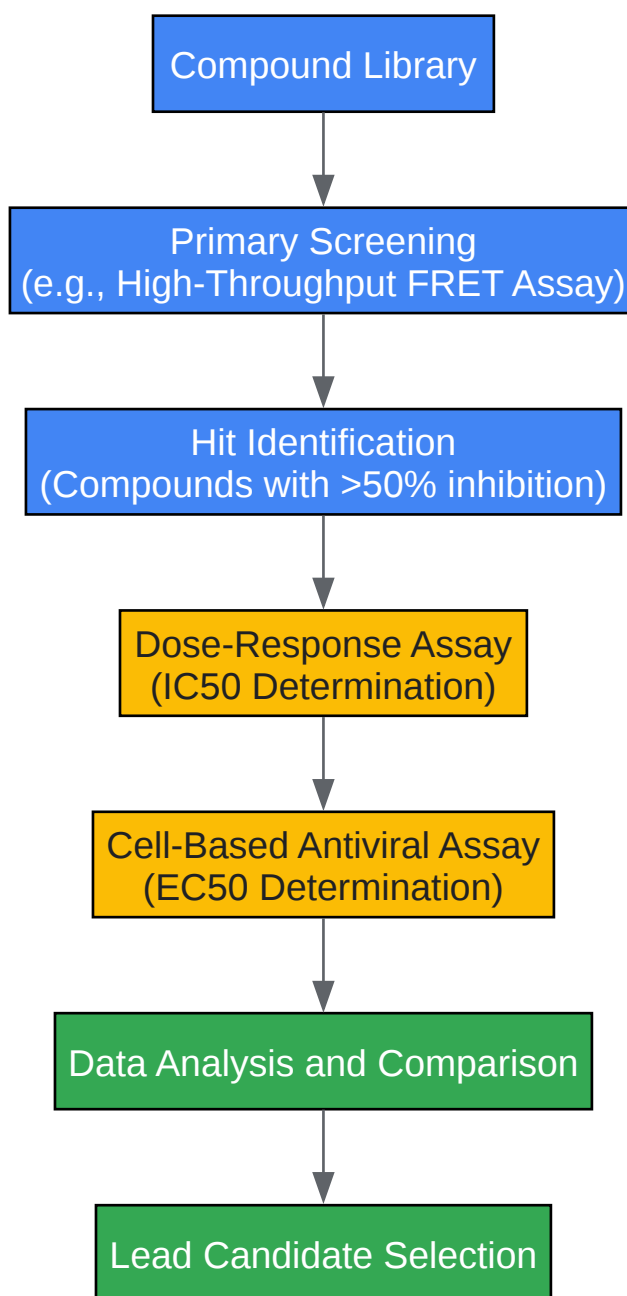 Compound Library
Primary Screening
(e.g., High-Throughput FRET Assay)
Hit Identification
(Compounds with >50% inhibition)
Dose-Response Assay
(IC50 Determination)
Cell-Based Antiviral Assay
(EC50 Determination)
Data Analysis and Comparison
Lead Candidate Selection